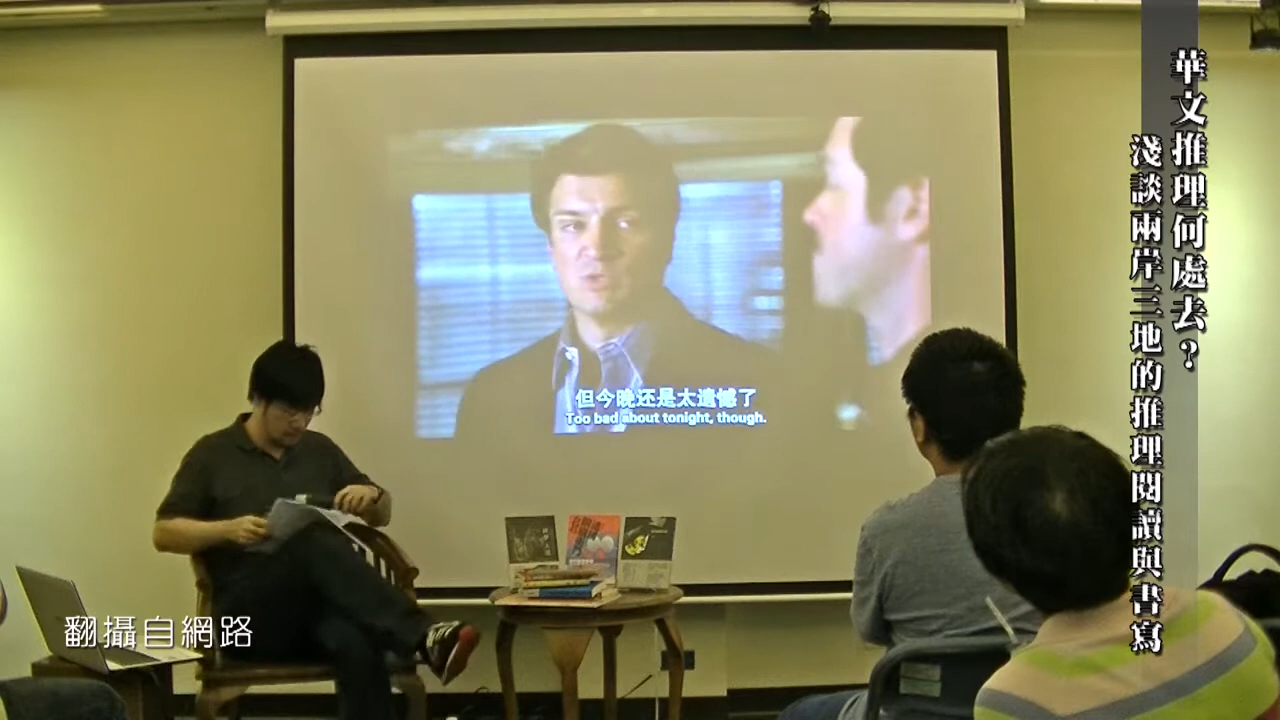 華文推理何處去？
淺談兩岸三地的推理閱讀與書寫
但今晚还是太遗憾了
Too bad about tonight, though.
翻攝自網路